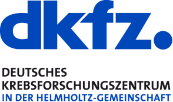 dkfz.
DEUTSCHES
KREBSFORSCHUNGSZENTRUM
IN DER HELMHOLTZ-GEMEINSCHAFT